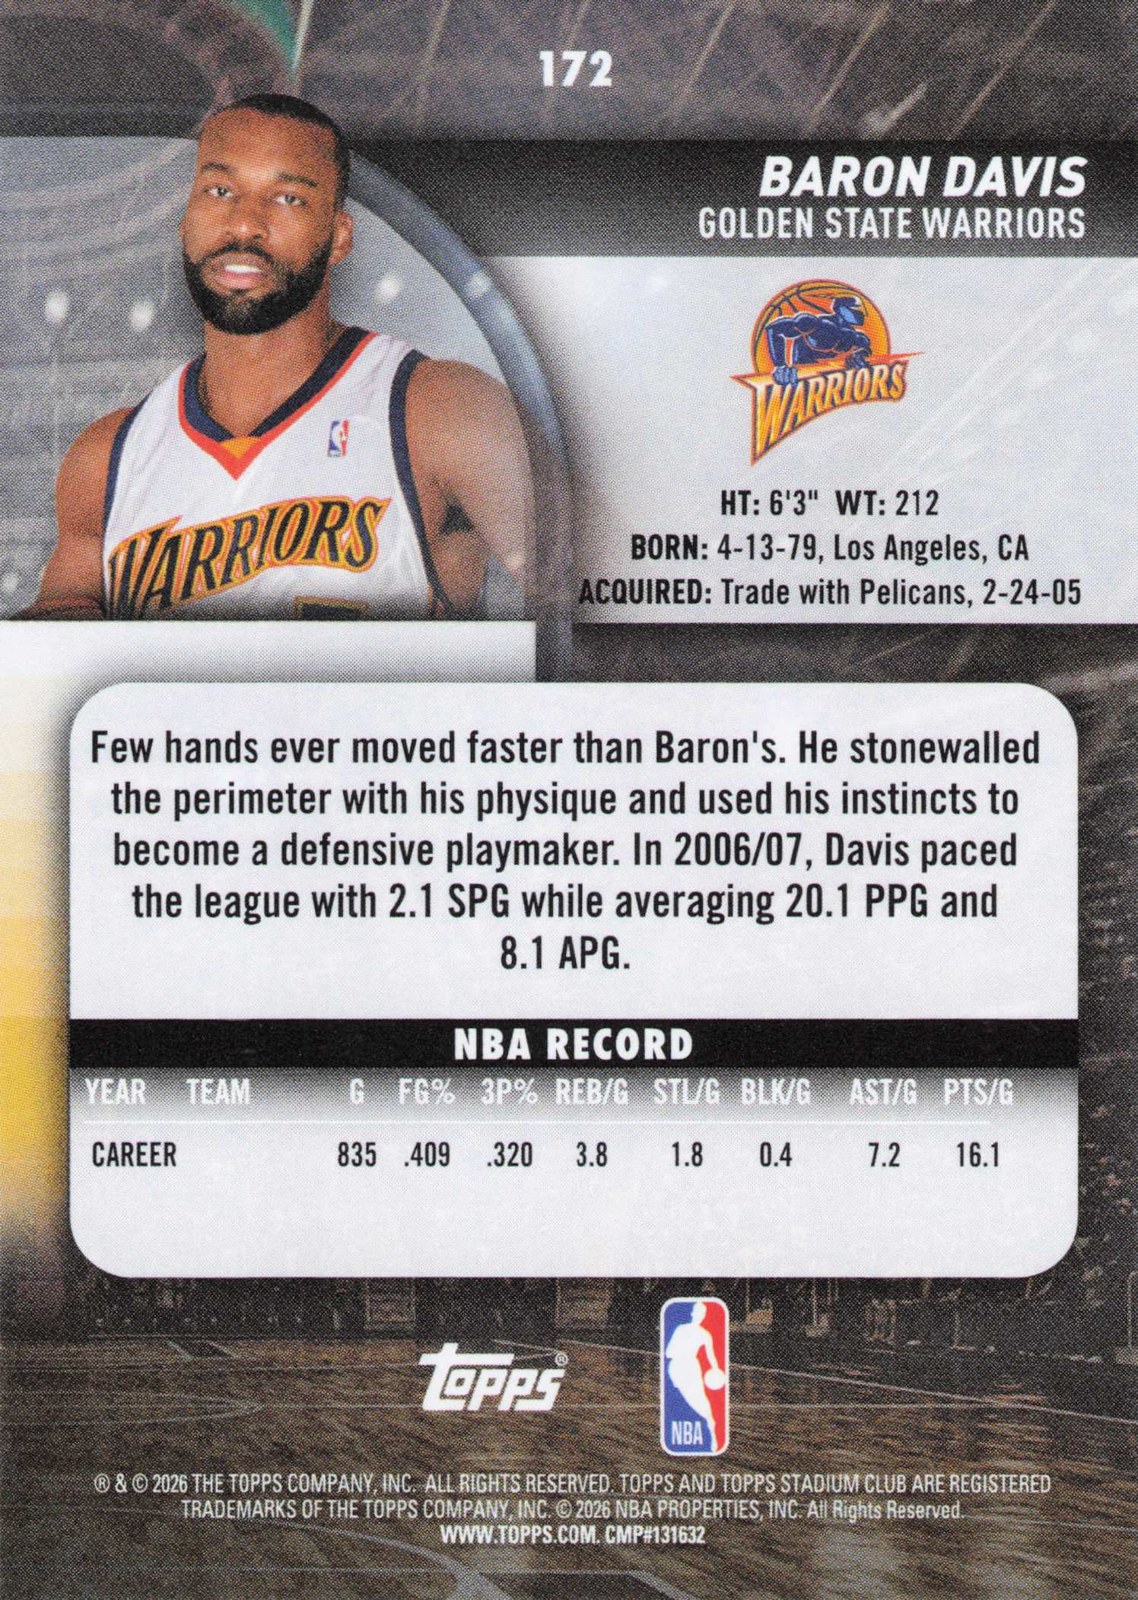 172
BARON DAVIS
GOLDEN STATE WARRIORS
WARRIORS
HT: 6'3" WT: 212
BORN: 4-13-79, Los Angeles, CA
ACQUIRED: Trade with Pelicans, 2-24-05
WARRIORS
Few hands ever moved faster than Baron's. He stonewalled
the perimeter with his physique and used his instincts to
become a defensive playmaker. In 2006/07, Davis paced
the league with 2.1 SPG while averaging 20.1 PPG and
8.1 APG.
NBA RECORD
YEAR TEAM G FG% 3P% REB/G STL/G BLK/G AST/G PTS/G
CAREER 835 .409 .320 3.8 1.8 0.4 7.2 16.1
topps®
NBA
® & © 2026 THE TOPPS COMPANY, INC. ALL RIGHTS RESERVED. TOPPS AND TOPPS STADIUM CLUB ARE REGISTERED
TRADEMARKS OF THE TOPPS COMPANY, INC. © 2026 NBA PROPERTIES, INC. All Rights Reserved.
WWW.TOPPS.COM. CMP#131632